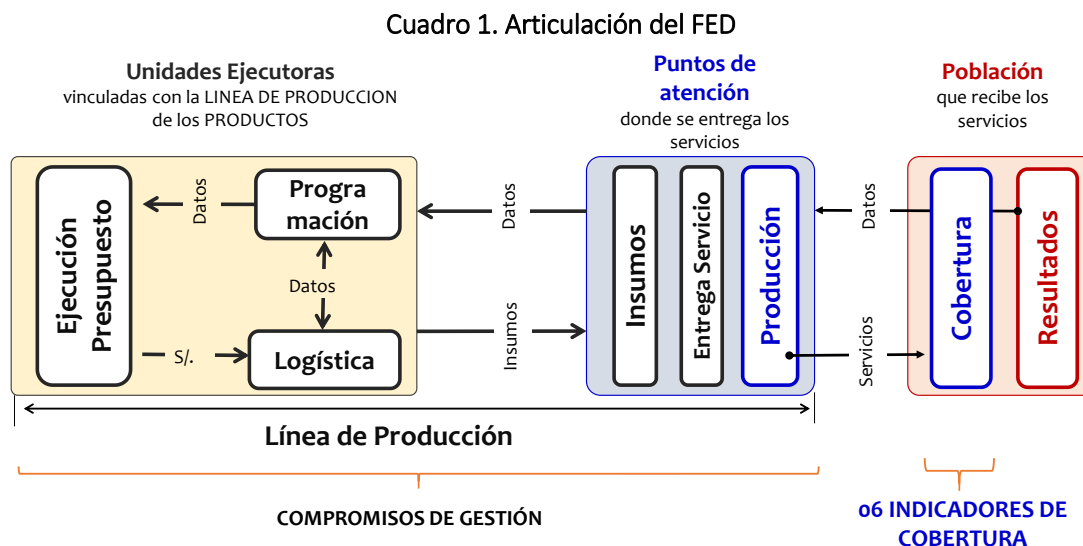 Cuadro 1. Articulación del FED
Unidades Ejecutoras
vinculadas con la LINEA DE PRODUCCION
de los PRODUCTOS
Puntos de
atención
donde se entrega los
servicios
Población
que recibe los
servicios
Ejecución
Presupuesto
Datos
Progra
mación
Datos
S/.
Logística
Datos
Insumos
Insumos
Entrega Servicio
Producción
Datos
Servicios
Cobertura
Resultados
Línea de Producción
COMPROMISOS DE GESTIÓN
06 INDICADORES DE
COBERTURA